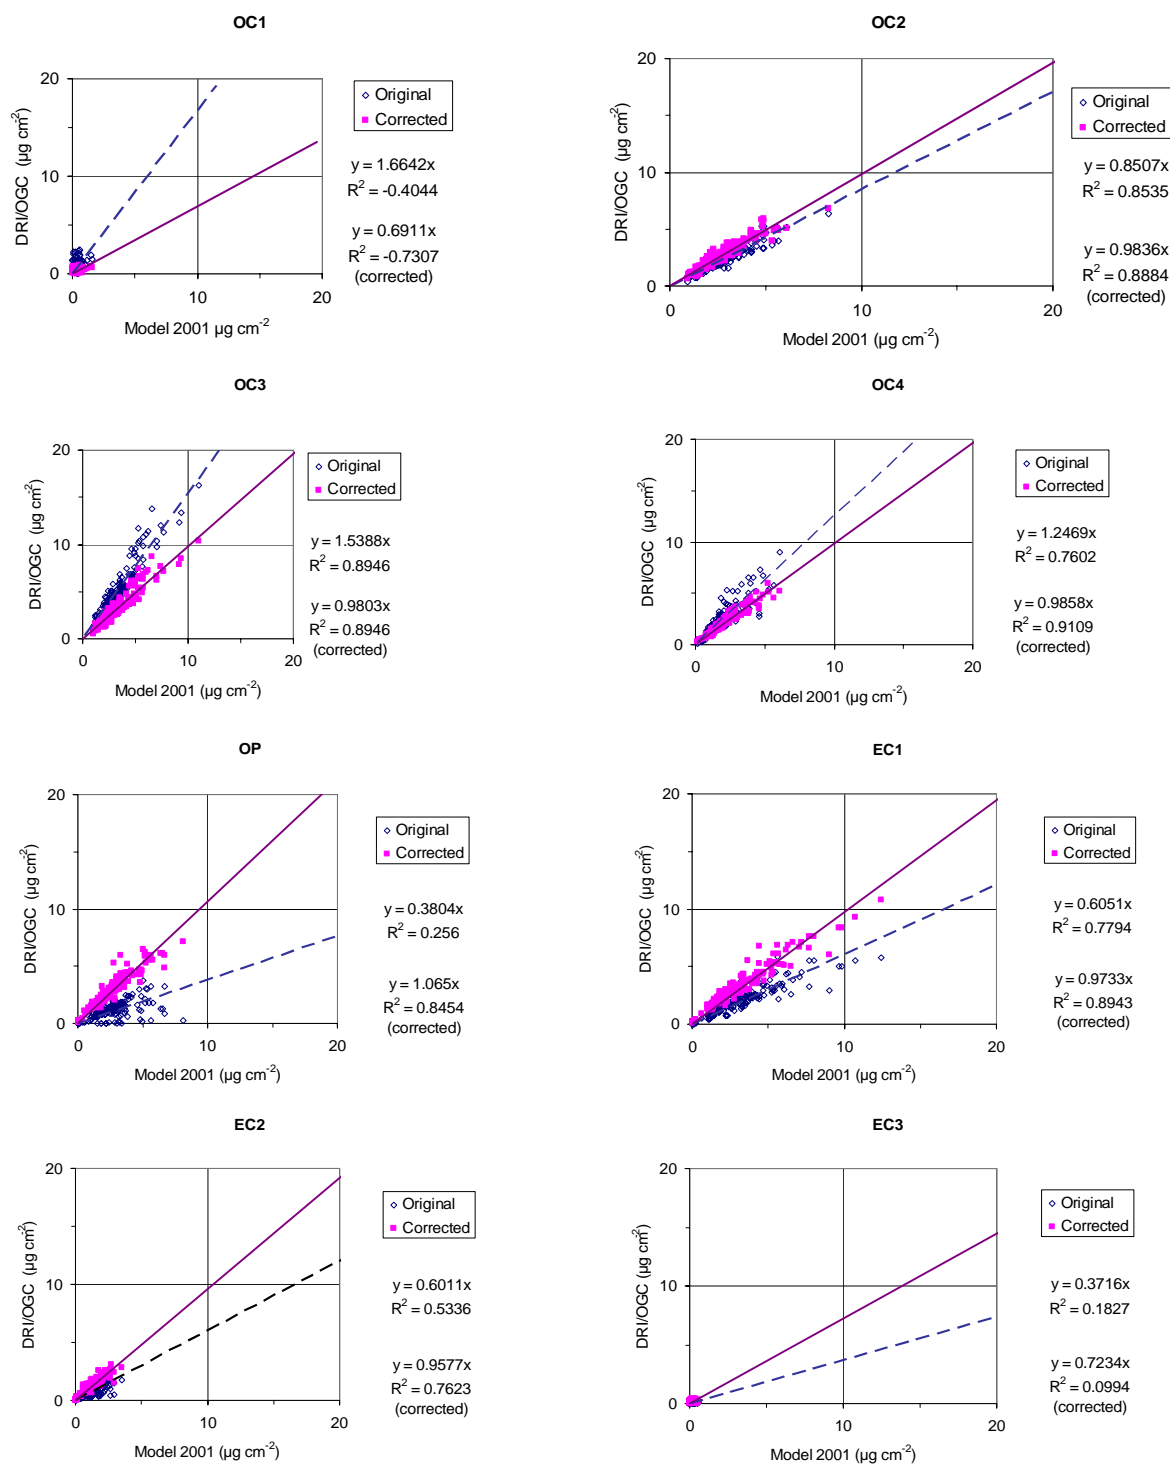 OC1
20
10
0
0
10
20
DRI/OGC (µg cm-2)
Model 2001 µg cm-2
Original
Corrected
y = 1.6642x
R2 = -0.4044
y = 0.6911x
R2 = -0.7307
(corrected)
OC2
20
10
0
0
10
20
DRI/OGC (µg cm-2)
Model 2001 (µg cm-2)
Original
Corrected
y = 0.8507x
R2 = 0.8535
y = 0.9836x
R2 = 0.8884
(corrected)
OC3
20
10
0
0
10
20
DRI/OGC (µg cm-2)
Model 2001 (µg cm-2)
Original
Corrected
y = 1.5388x
R2 = 0.8946
y = 0.9803x
R2 = 0.8946
(corrected)
OC4
20
10
0
0
10
20
DRI/OGC (µg cm-2)
Model 2001 (µg cm-2)
Original
Corrected
y = 1.2469x
R2 = 0.7602
y = 0.9858x
R2 = 0.9109
(corrected)
OP
20
10
0
0
10
20
DRI/OGC (µg cm-2)
Model 2001 (µg cm-2)
Original
Corrected
y = 0.3804x
R2 = 0.256
y = 1.065x
R2 = 0.8454
(corrected)
EC1
20
10
0
0
10
20
DRI/OGC (µg cm-2)
Model 2001 (µg cm-2)
Original
Corrected
y = 0.6051x
R2 = 0.7794
y = 0.9733x
R2 = 0.8943
(corrected)
EC2
20
10
0
0
10
20
DRI/OGC (µg cm-2)
Model 2001 (µg cm-2)
Original
Corrected
y = 0.6011x
R2 = 0.5336
y = 0.9577x
R2 = 0.7623
(corrected)
EC3
20
10
0
0
10
20
DRI/OGC (µg cm-2)
Model 2001 (µg cm-2)
Original
Corrected
y = 0.3716x
R2 = 0.1827
y = 0.7234x
R2 = 0.0994
(corrected)